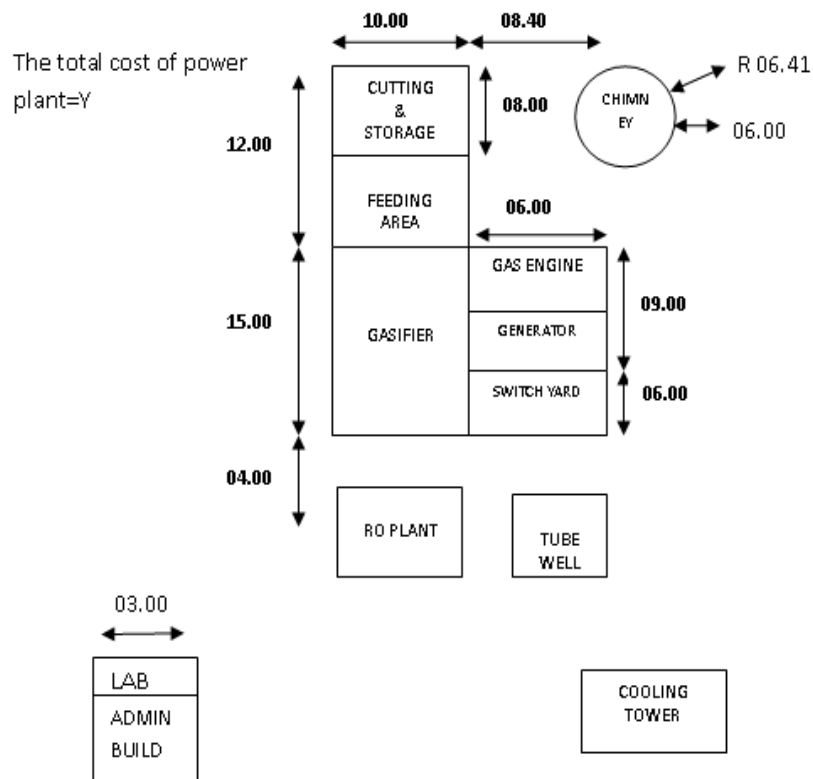 10.00
08.40
The total cost of power
plant=Y
R 06.41
CUTTING
&
STORAGE
08.00
CHIMN
EY
06.00
12.00
FEEDING
AREA
06.00
GAS ENGINE
15.00
GASIFIER
GENERATOR
09.00
SWITCH YARD
06.00
04.00
RO PLANT
TUBE
WELL
03.00
LAB
ADMIN
BUILD
COOLING
TOWER